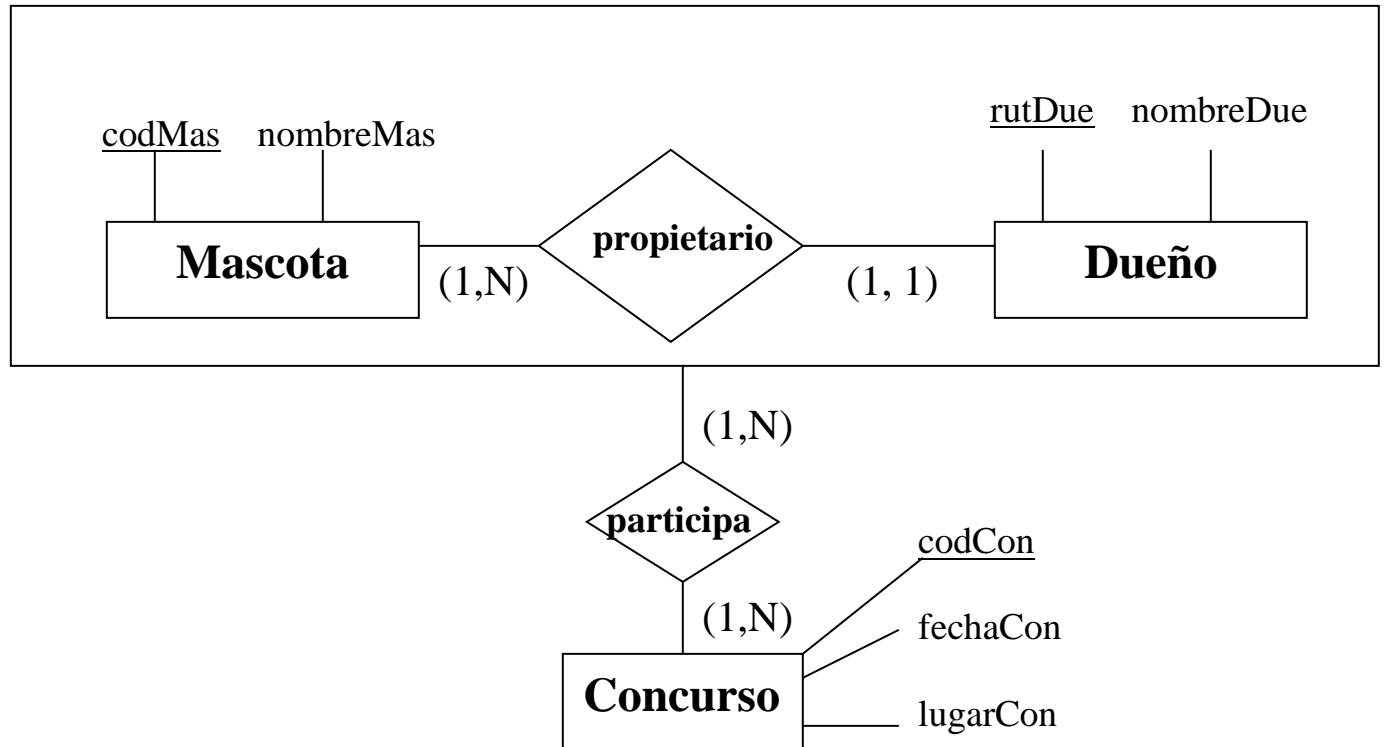 codMas nombreMas
rutDue nombreDue
Mascota
propietario
Dueño
(1,N)
(1, 1)
(1,N)
participa
codCon
(1,N)
fechaCon
Concurso
lugarCon